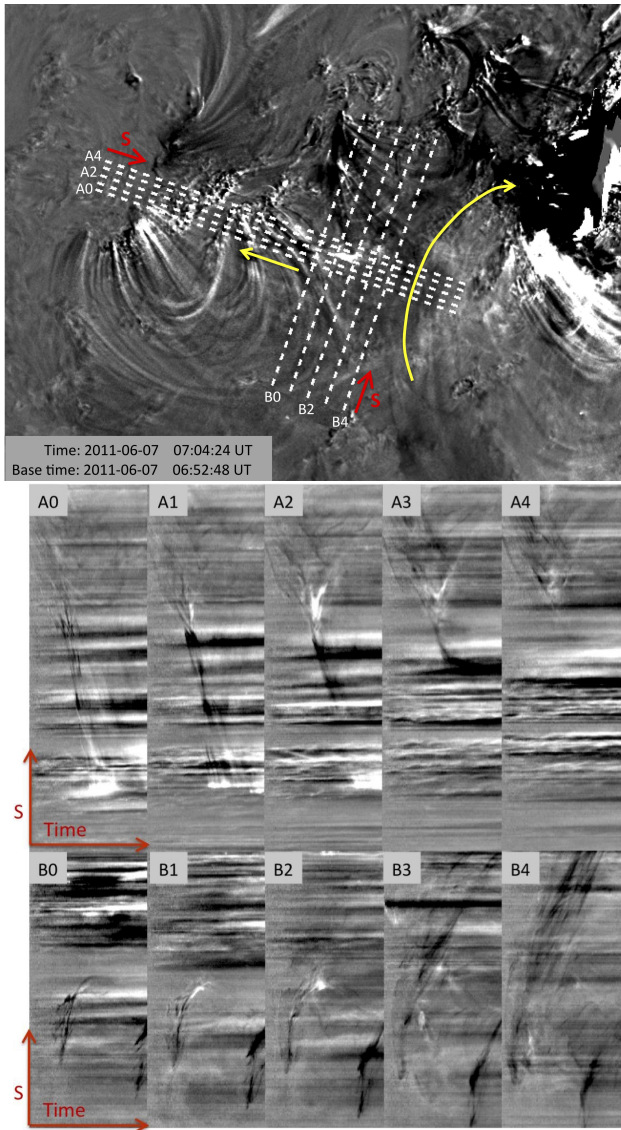 S
A4
A2
A0
B0
B2
B4
S
Time: 2011-06-07 07:04:24 UT
Base time: 2011-06-07 06:52:48 UT
A0 A1 A2 A3 A4
S
Time
B0 B1 B2 B3 B4
S
Time